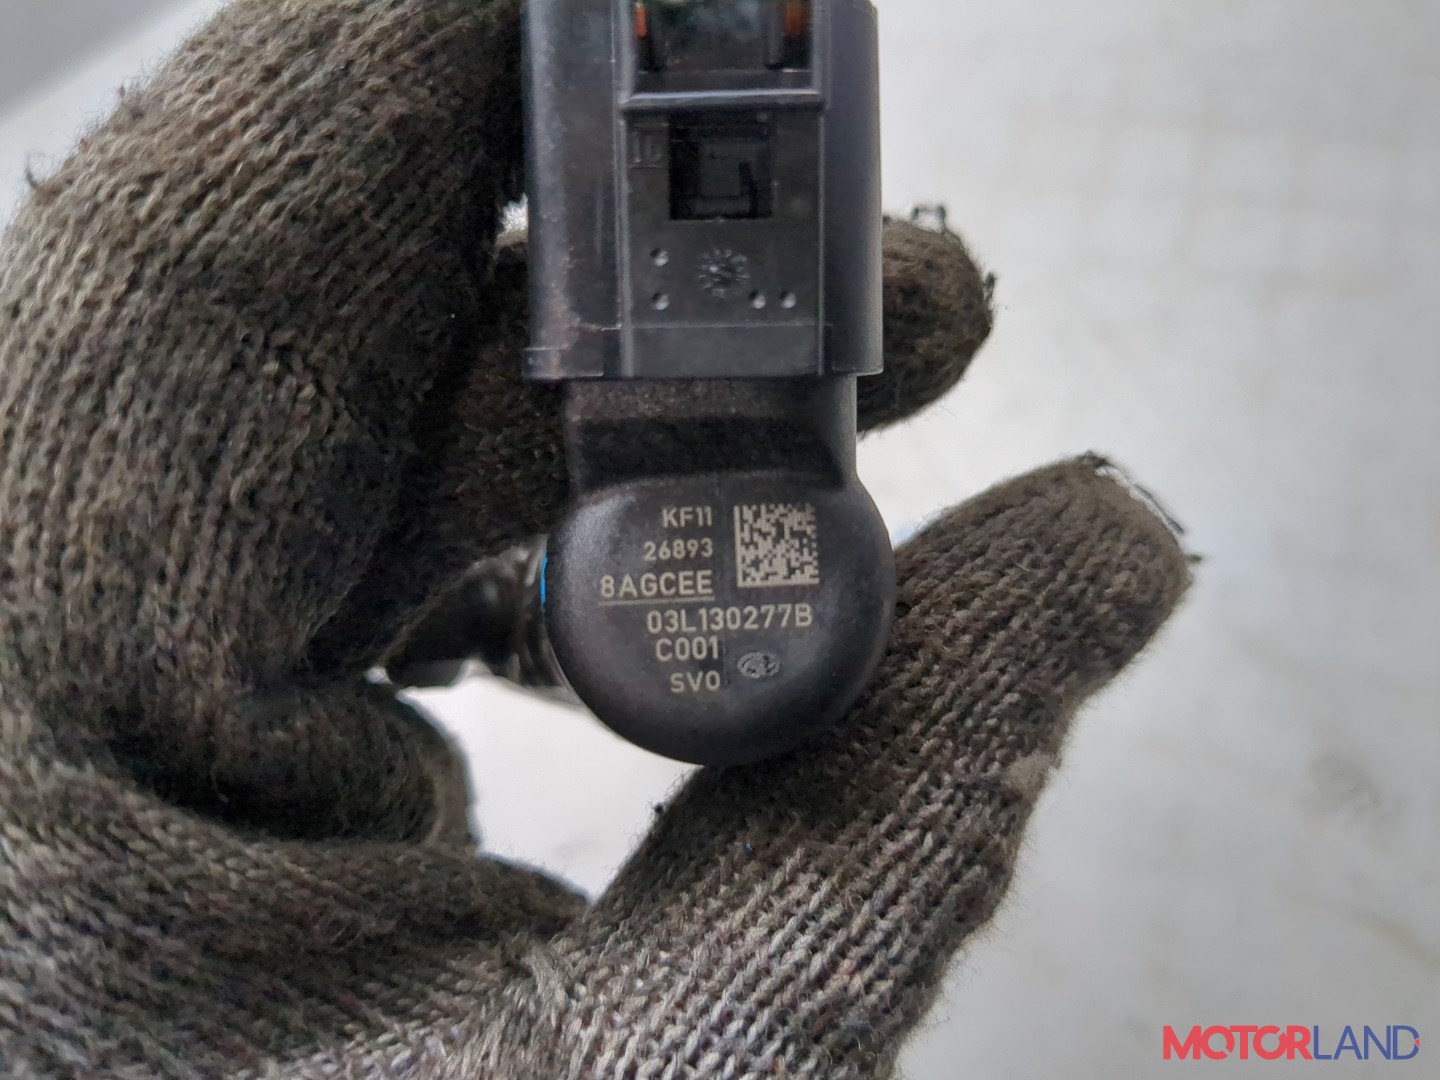 KF11
26893
8AGCEE
03L130277B
C001
SV0
MOTORLAND